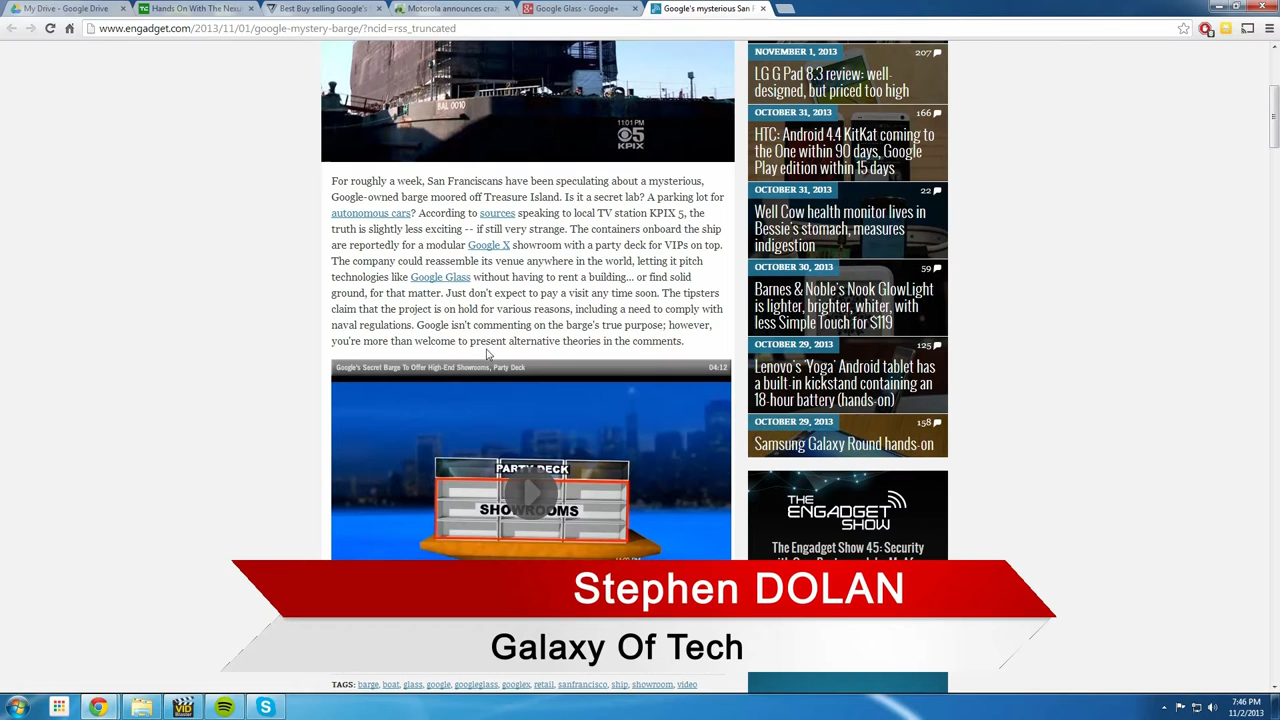 My Drive - Google Drive
Hands On With The Nexu
Best Buy selling Google's
Motorola announces crazy
Google Glass - Google+
Google's mysterious San
www.engadget.com/2013/11/01/google-mystery-barge/?ncid=rss_truncated
BAL 0010
11:01 PM
CBS 5
KPIX
For roughly a week, San Franciscans have been speculating about a mysterious,
Google-owned barge moored off Treasure Island. Is it a secret lab? A parking lot for
autonomous cars? According to sources speaking to local TV station KPIX 5, the
truth is slightly less exciting -- if still very strange. The containers onboard the ship
are reportedly for a modular Google X showroom with a party deck for VIPs on top.
The company could reassemble its venue anywhere in the world, letting it pitch
technologies like Google Glass without having to rent a building... or find solid
ground, for that matter. Just don't expect to pay a visit any time soon. The tipsters
claim that the project is on hold for various reasons, including a need to comply with
naval regulations. Google isn't commenting on the barge's true purpose; however,
you're more than welcome to present alternative theories in the comments.
Google's Secret Barge To Offer High-End Showrooms, Party Deck
04:12
PARTY DECK
SHOWROOMS
TAGS: barge, boat, glass, google, googleglass, googlex, retail, sanfrancisco, ship, showroom, video
NOVEMBER 1, 2013
207
LG G Pad 8.3 review: well-
designed, but priced too high
OCTOBER 31, 2013
166
HTC: Android 4.4 KitKat coming to
the One within 90 days, Google
Play edition within 15 days
OCTOBER 31, 2013
22
Well Cow health monitor lives in
Bessie's stomach, measures
indigestion
OCTOBER 30, 2013
59
Barnes & Noble's Nook GlowLight
is lighter, brighter, whiter, with
less Simple Touch for $119
OCTOBER 29, 2013
125
Lenovo's 'Yoga' Android tablet has
a built-in kickstand containing an
18-hour battery (hands-on)
OCTOBER 29, 2013
158
Samsung Galaxy Round hands-on
THE
ENGADGET
SHOW
The Engadget Show 45: Security
Stephen DOLAN
Galaxy Of Tech
7:46 PM
11/2/2013